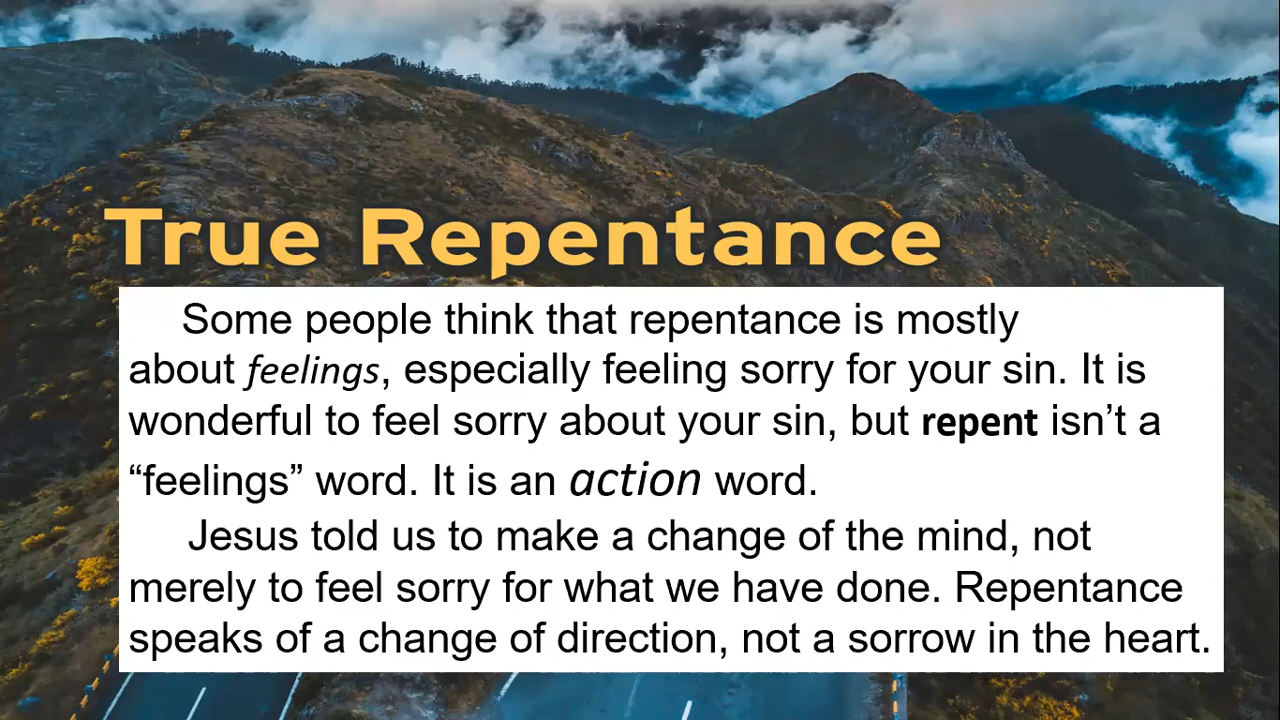 True Repentance
Some people think that repentance is mostly
about feelings, especially feeling sorry for your sin. It is
wonderful to feel sorry about your sin, but repent isn’t a
“feelings” word. It is an action word.
Jesus told us to make a change of the mind, not
merely to feel sorry for what we have done. Repentance
speaks of a change of direction, not a sorrow in the heart.